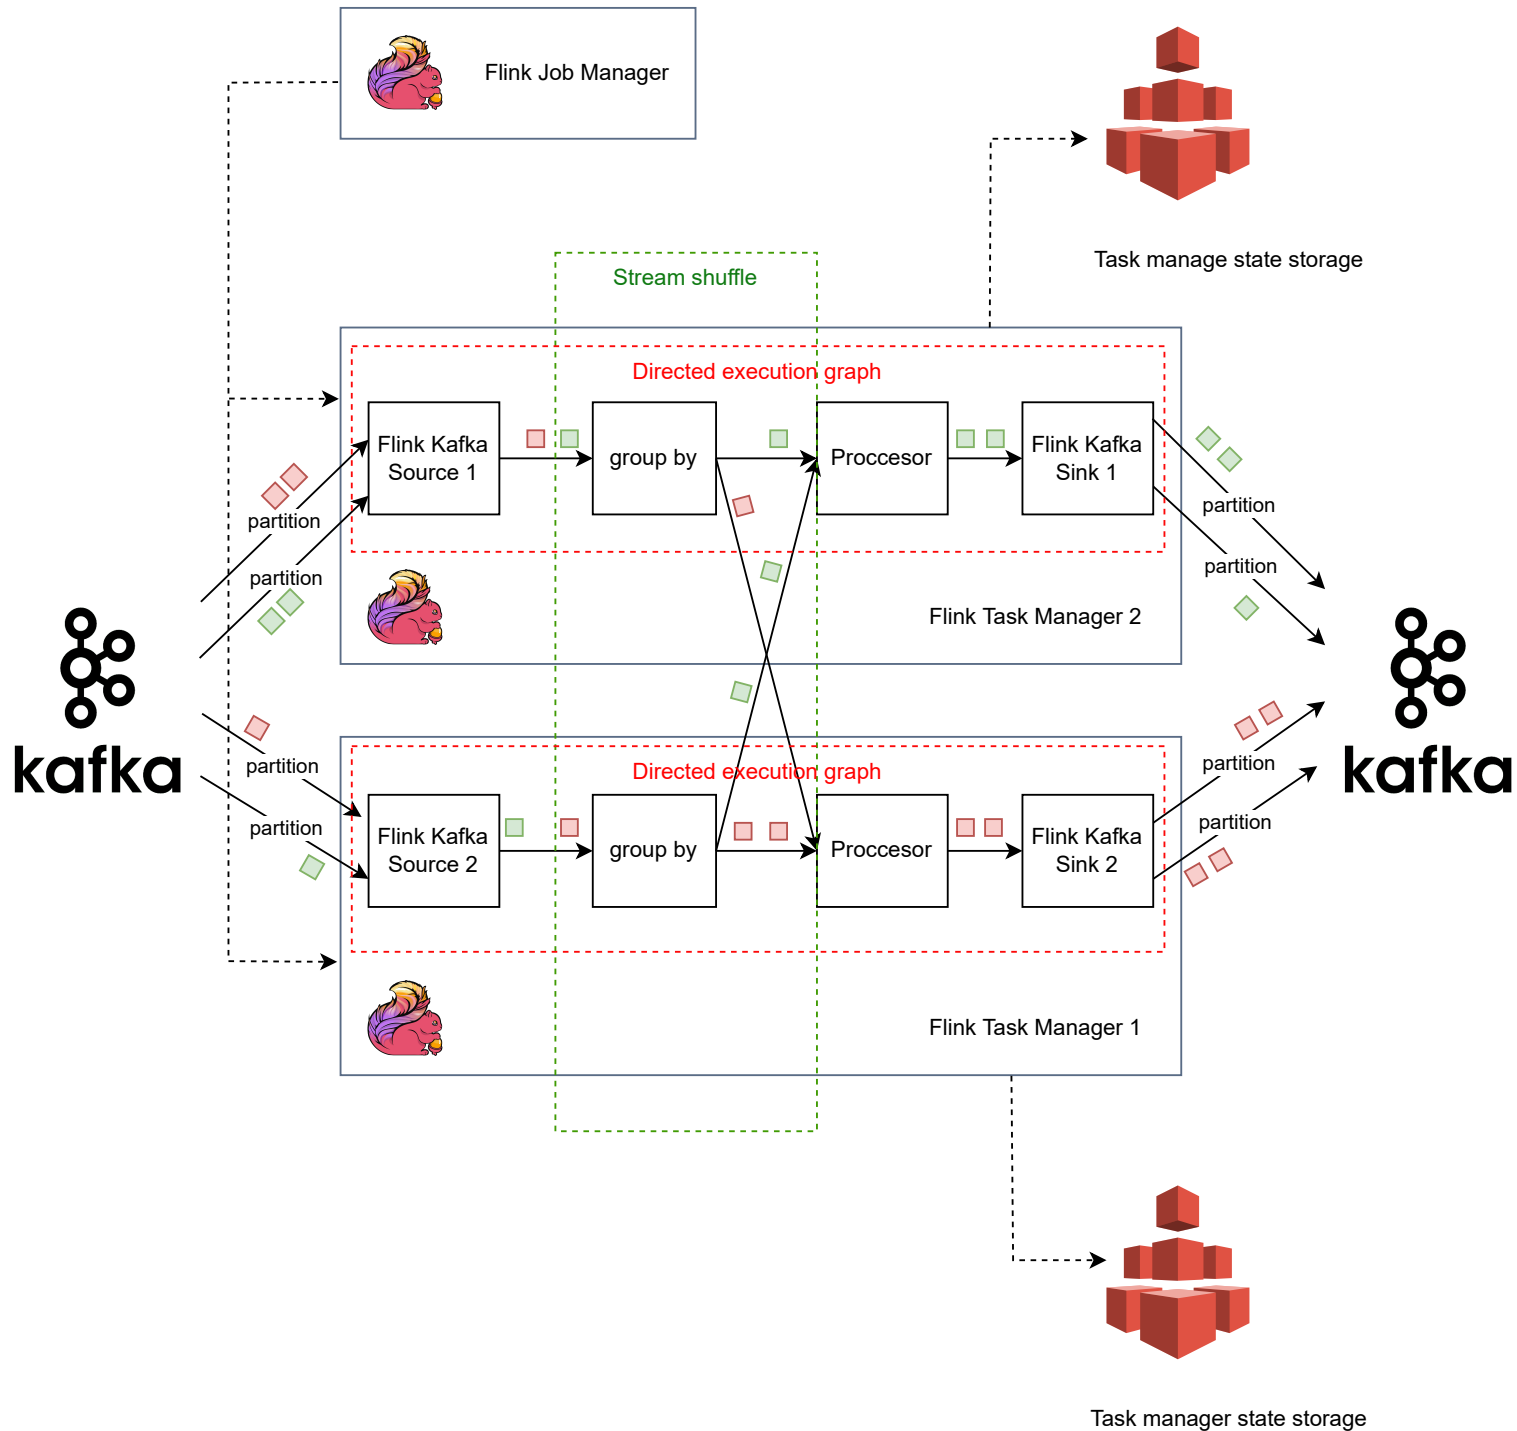 Flink Job Manager
Task manage state storage
Stream shuffle
Directed execution graph
Flink Kafka
Source 1
group by
Proccesor
Flink Kafka
Sink 1
partition
partition
partition
partition
Flink Task Manager 2
kafka
kafka
partition
partition
partition
partition
Directed execution graph
Flink Kafka
Source 2
group by
Proccesor
Flink Kafka
Sink 2
Flink Task Manager 1
Task manager state storage